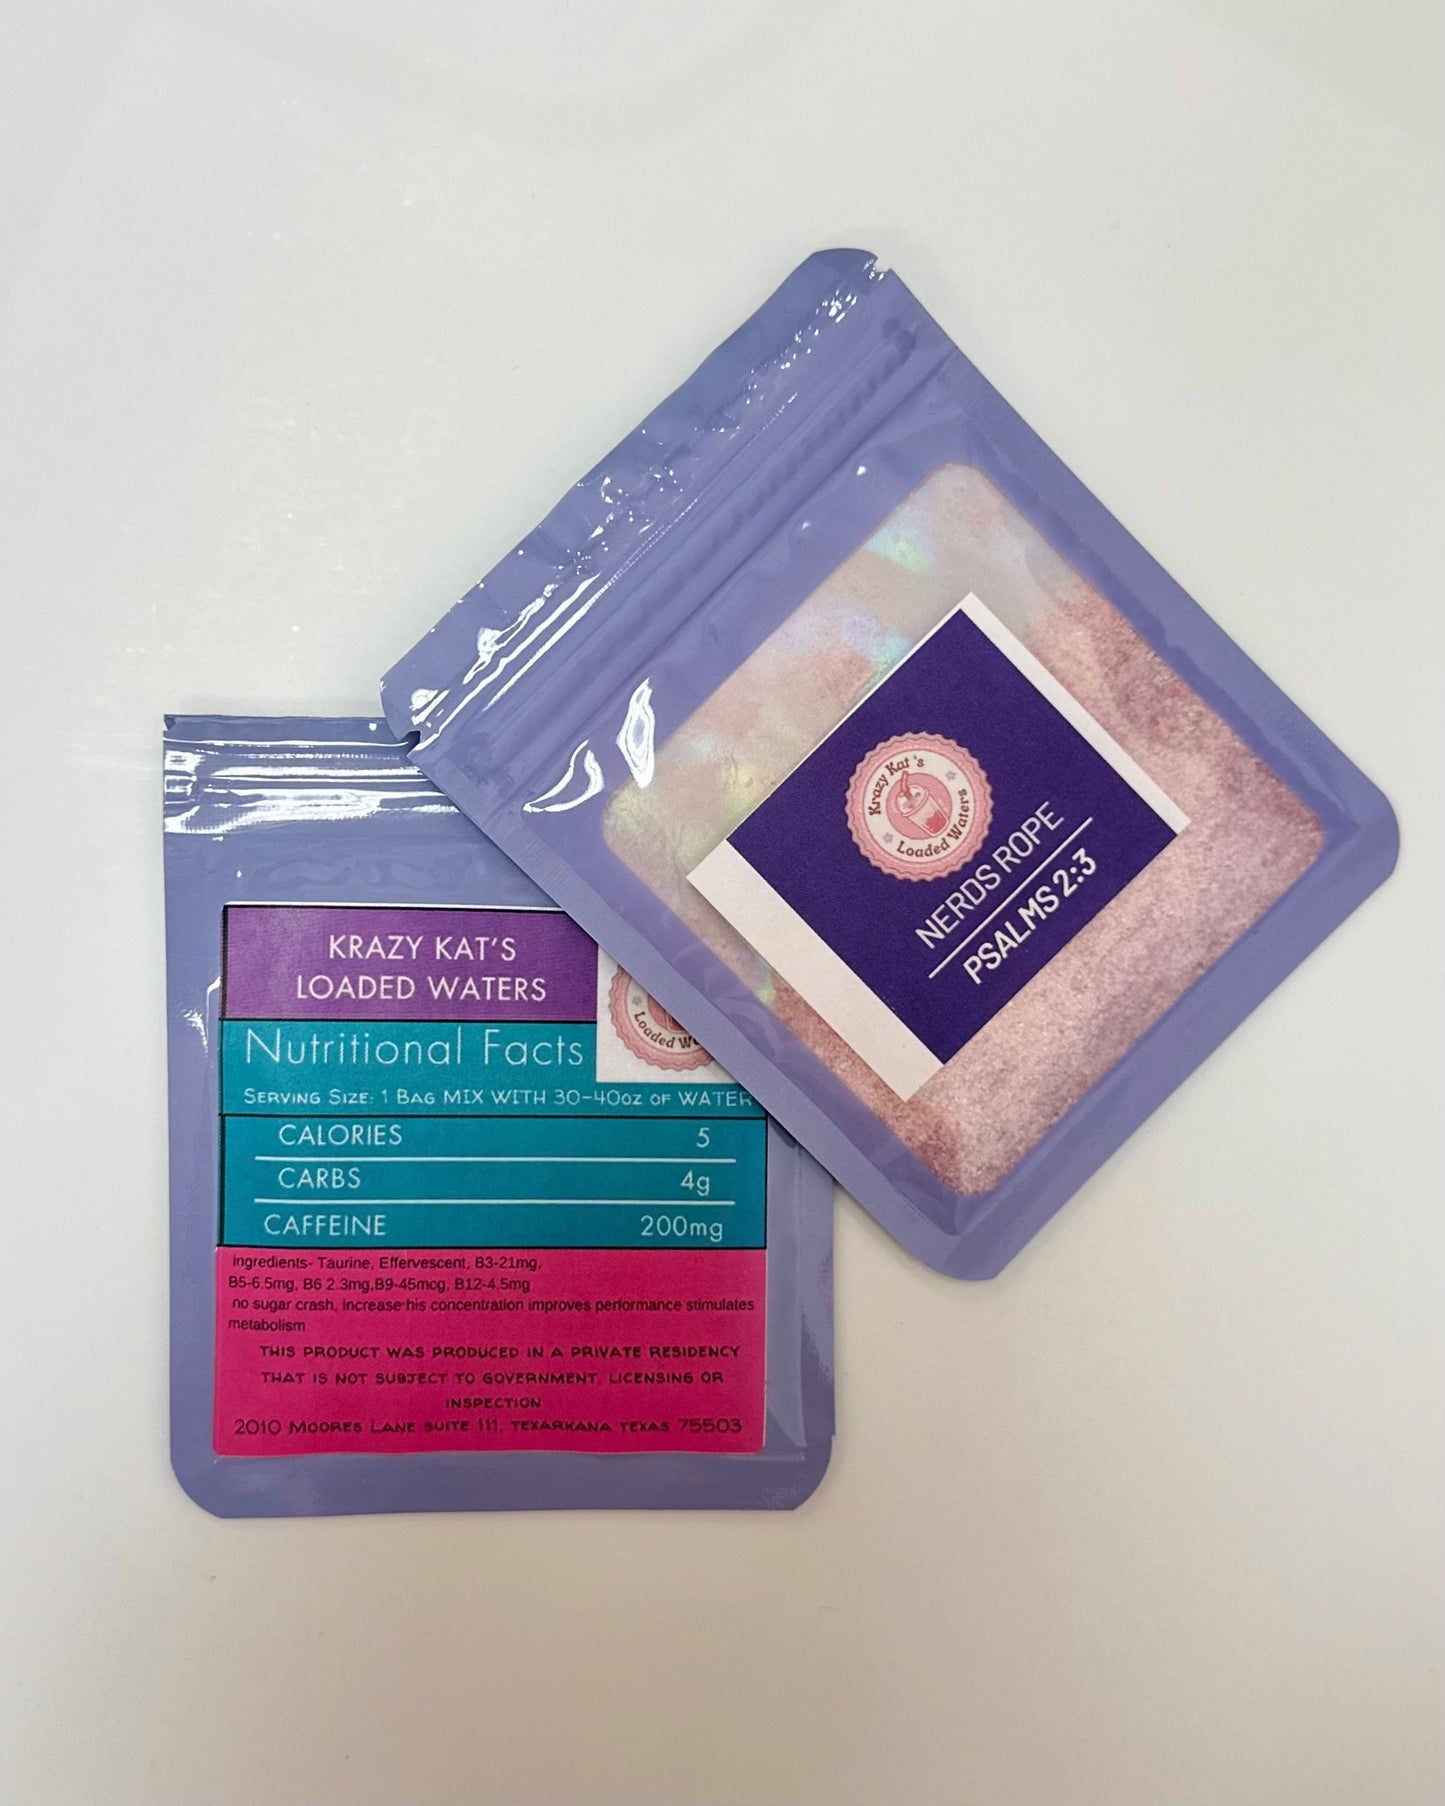 Krazy Kat 's
Loaded Waters
NERDS ROPE
PSALMS 2:3
KRAZY KAT'S
LOADED WATERS
Loaded
Nutritional Facts
SERVING SIZE: 1 BAG MIX WITH 30-40OZ OF WATER
CALORIES 5
CARBS 4g
CAFFEINE 200mg
Ingredients- Taurine, Effervescent, B3-21mg,
B5-6.5mg, B6 2.3mg,B9-45mcg, B12-4.5mg
no sugar crash, increase his concentration improves performance stimulates
metabolism
THIS PRODUCT WAS PRODUCED IN A PRIVATE RESIDENCY
THAT IS NOT SUBJECT TO GOVERNMENT, LICENSING OR
INSPECTION
2010 MOORES LANE SUITE 111, TEXARKANA TEXAS 75503